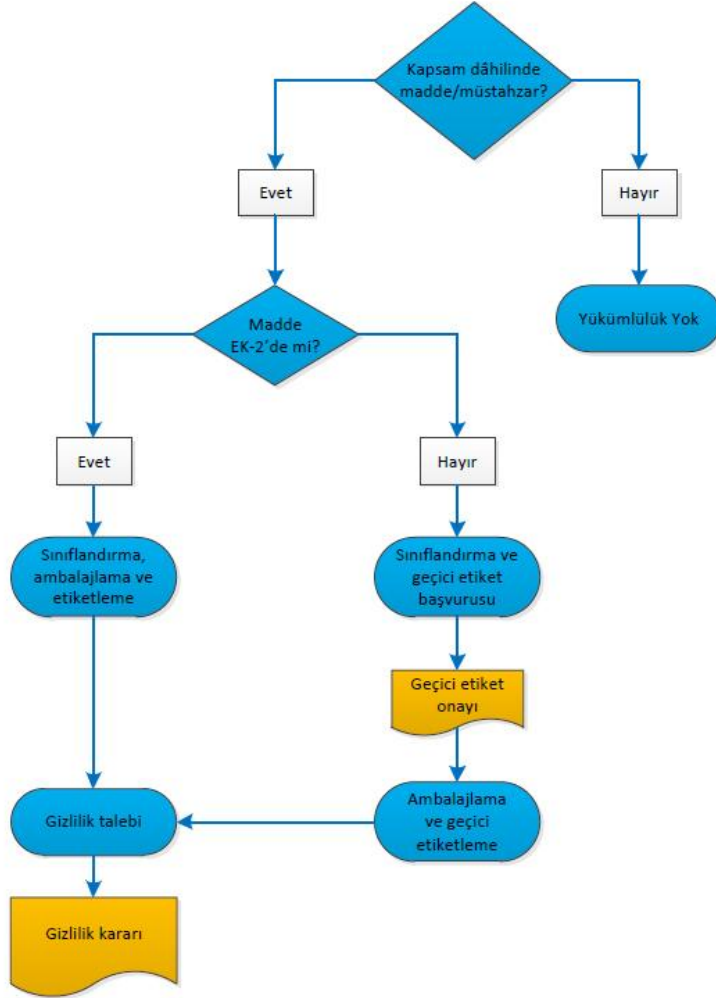 Kapsam dâhilinde
madde/müstahzar?
Evet
Hayır
Yükümlülük Yok
Madde
EK-2'de mi?
Evet
Hayır
Sınıflandırma,
ambalajlama ve
etiketleme
Sınıflandırma ve
geçici etiket
başvurusu
Geçici etiket
onayı
Gizlilik talebi
Ambalajlama
ve geçici
etiketleme
Gizlilik kararı